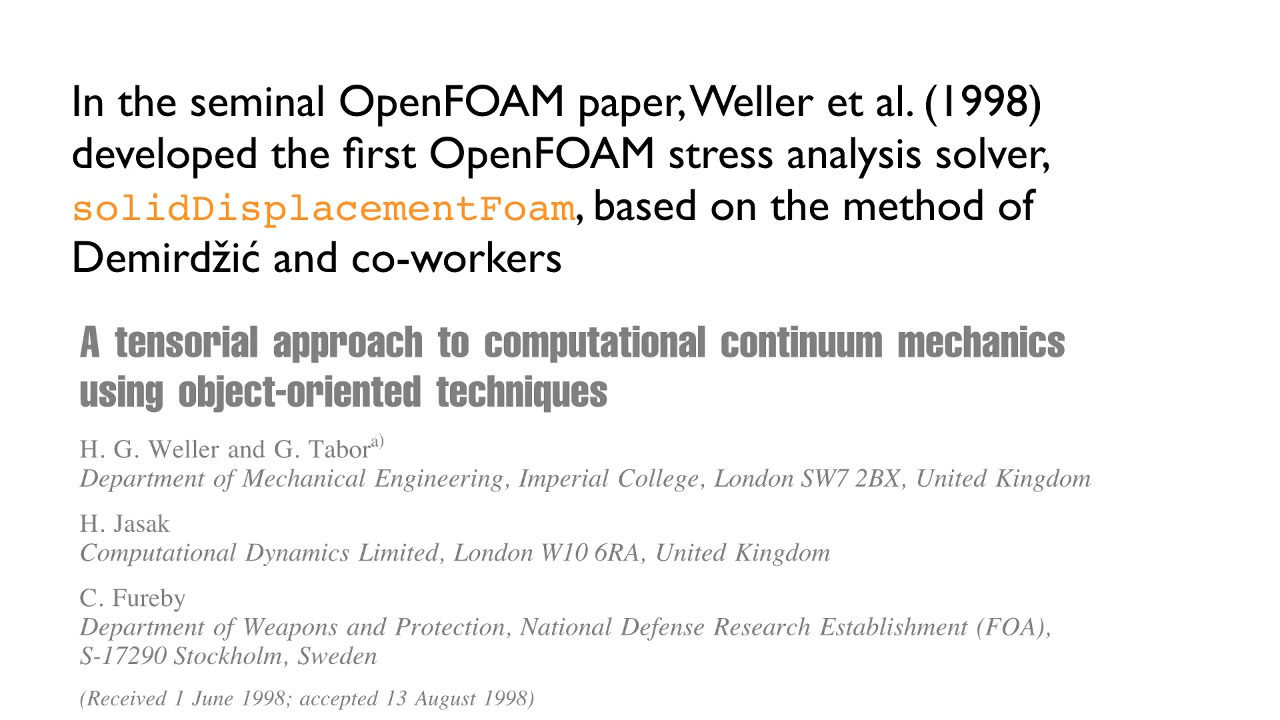 In the seminal OpenFOAM paper, Weller et al. (1998)
developed the first OpenFOAM stress analysis solver,
solidDisplacementFoam, based on the method of
Demirdžić and co-workers
A tensorial approach to computational continuum mechanics
using object-oriented techniques
H. G. Weller and G. Tabor a)
Department of Mechanical Engineering, Imperial College, London SW7 2BX, United Kingdom
H. Jasak
Computational Dynamics Limited, London W10 6RA, United Kingdom
C. Fureby
Department of Weapons and Protection, National Defense Research Establishment (FOA),
S-17290 Stockholm, Sweden
(Received 1 June 1998; accepted 13 August 1998)